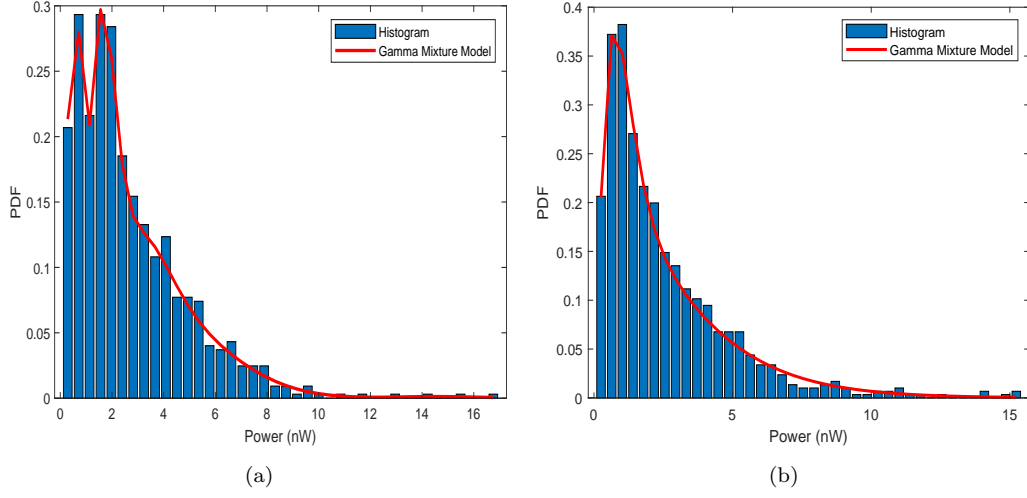 0.3
0.25
0.2
0.15
0.1
0.05
0
PDF
0 2 4 6 8 10 12 14 16
Power (nW)
Histogram
Gamma Mixture Model
(a)
0.4
0.35
0.3
0.25
0.2
0.15
0.1
0.05
0
PDF
0 5 10 15
Power (nW)
Histogram
Gamma Mixture Model
(b)